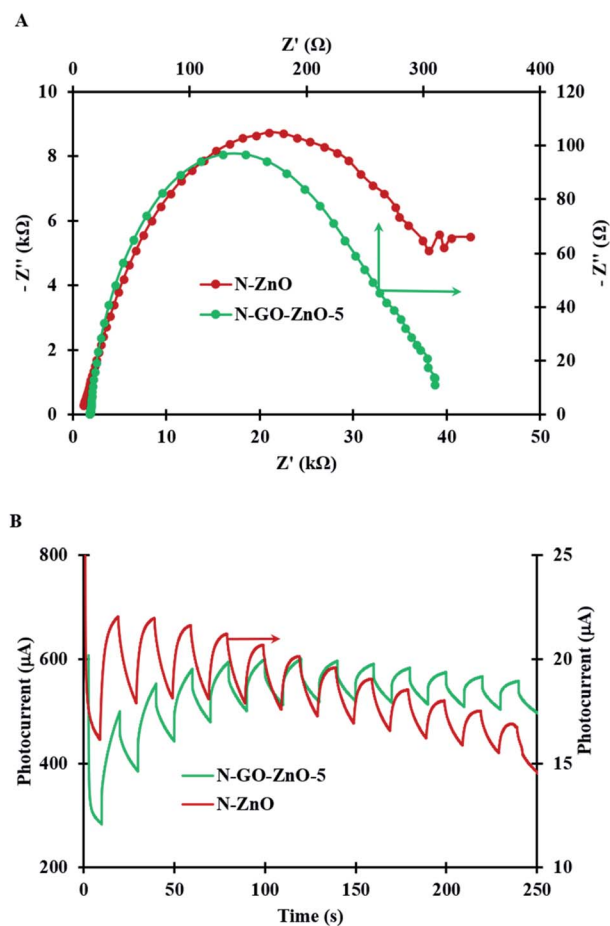 A
Z' (Ω)
0 100 200 300 400
10 120
8 100
80
6
60
4
40
2
20
0 0
- Z'' (kΩ)
- Z'' (Ω)
N-ZnO
N-GO-ZnO-5
0 10 20 30 40 50
Z' (kΩ)
B
800 25
600 20
400 15
200 10
Photocurrent (µA)
Photocurrent (µA)
N-GO-ZnO-5
N-ZnO
0 50 100 150 200 250
Time (s)